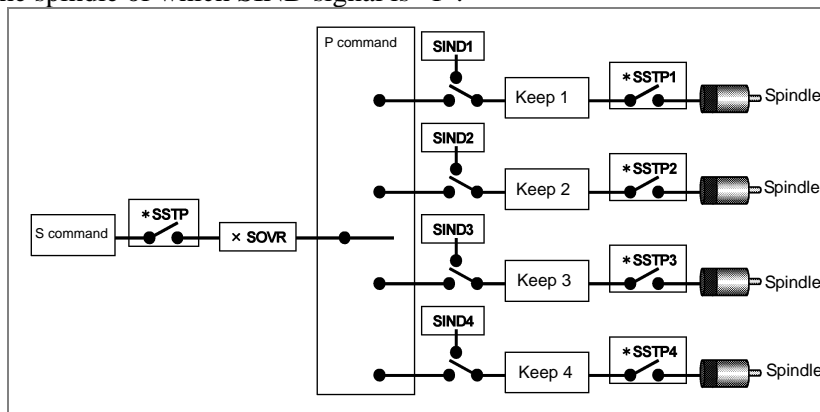 the spindle of which SIND signal is "1".
P command
SIND1
Keep 1
*SSTP1
Spindle
SIND2
Keep 2
*SSTP2
Spindle
S command
*SSTP
× SOVR
SIND3
Keep 3
*SSTP3
Spindle
SIND4
Keep 4
*SSTP4
Spindle